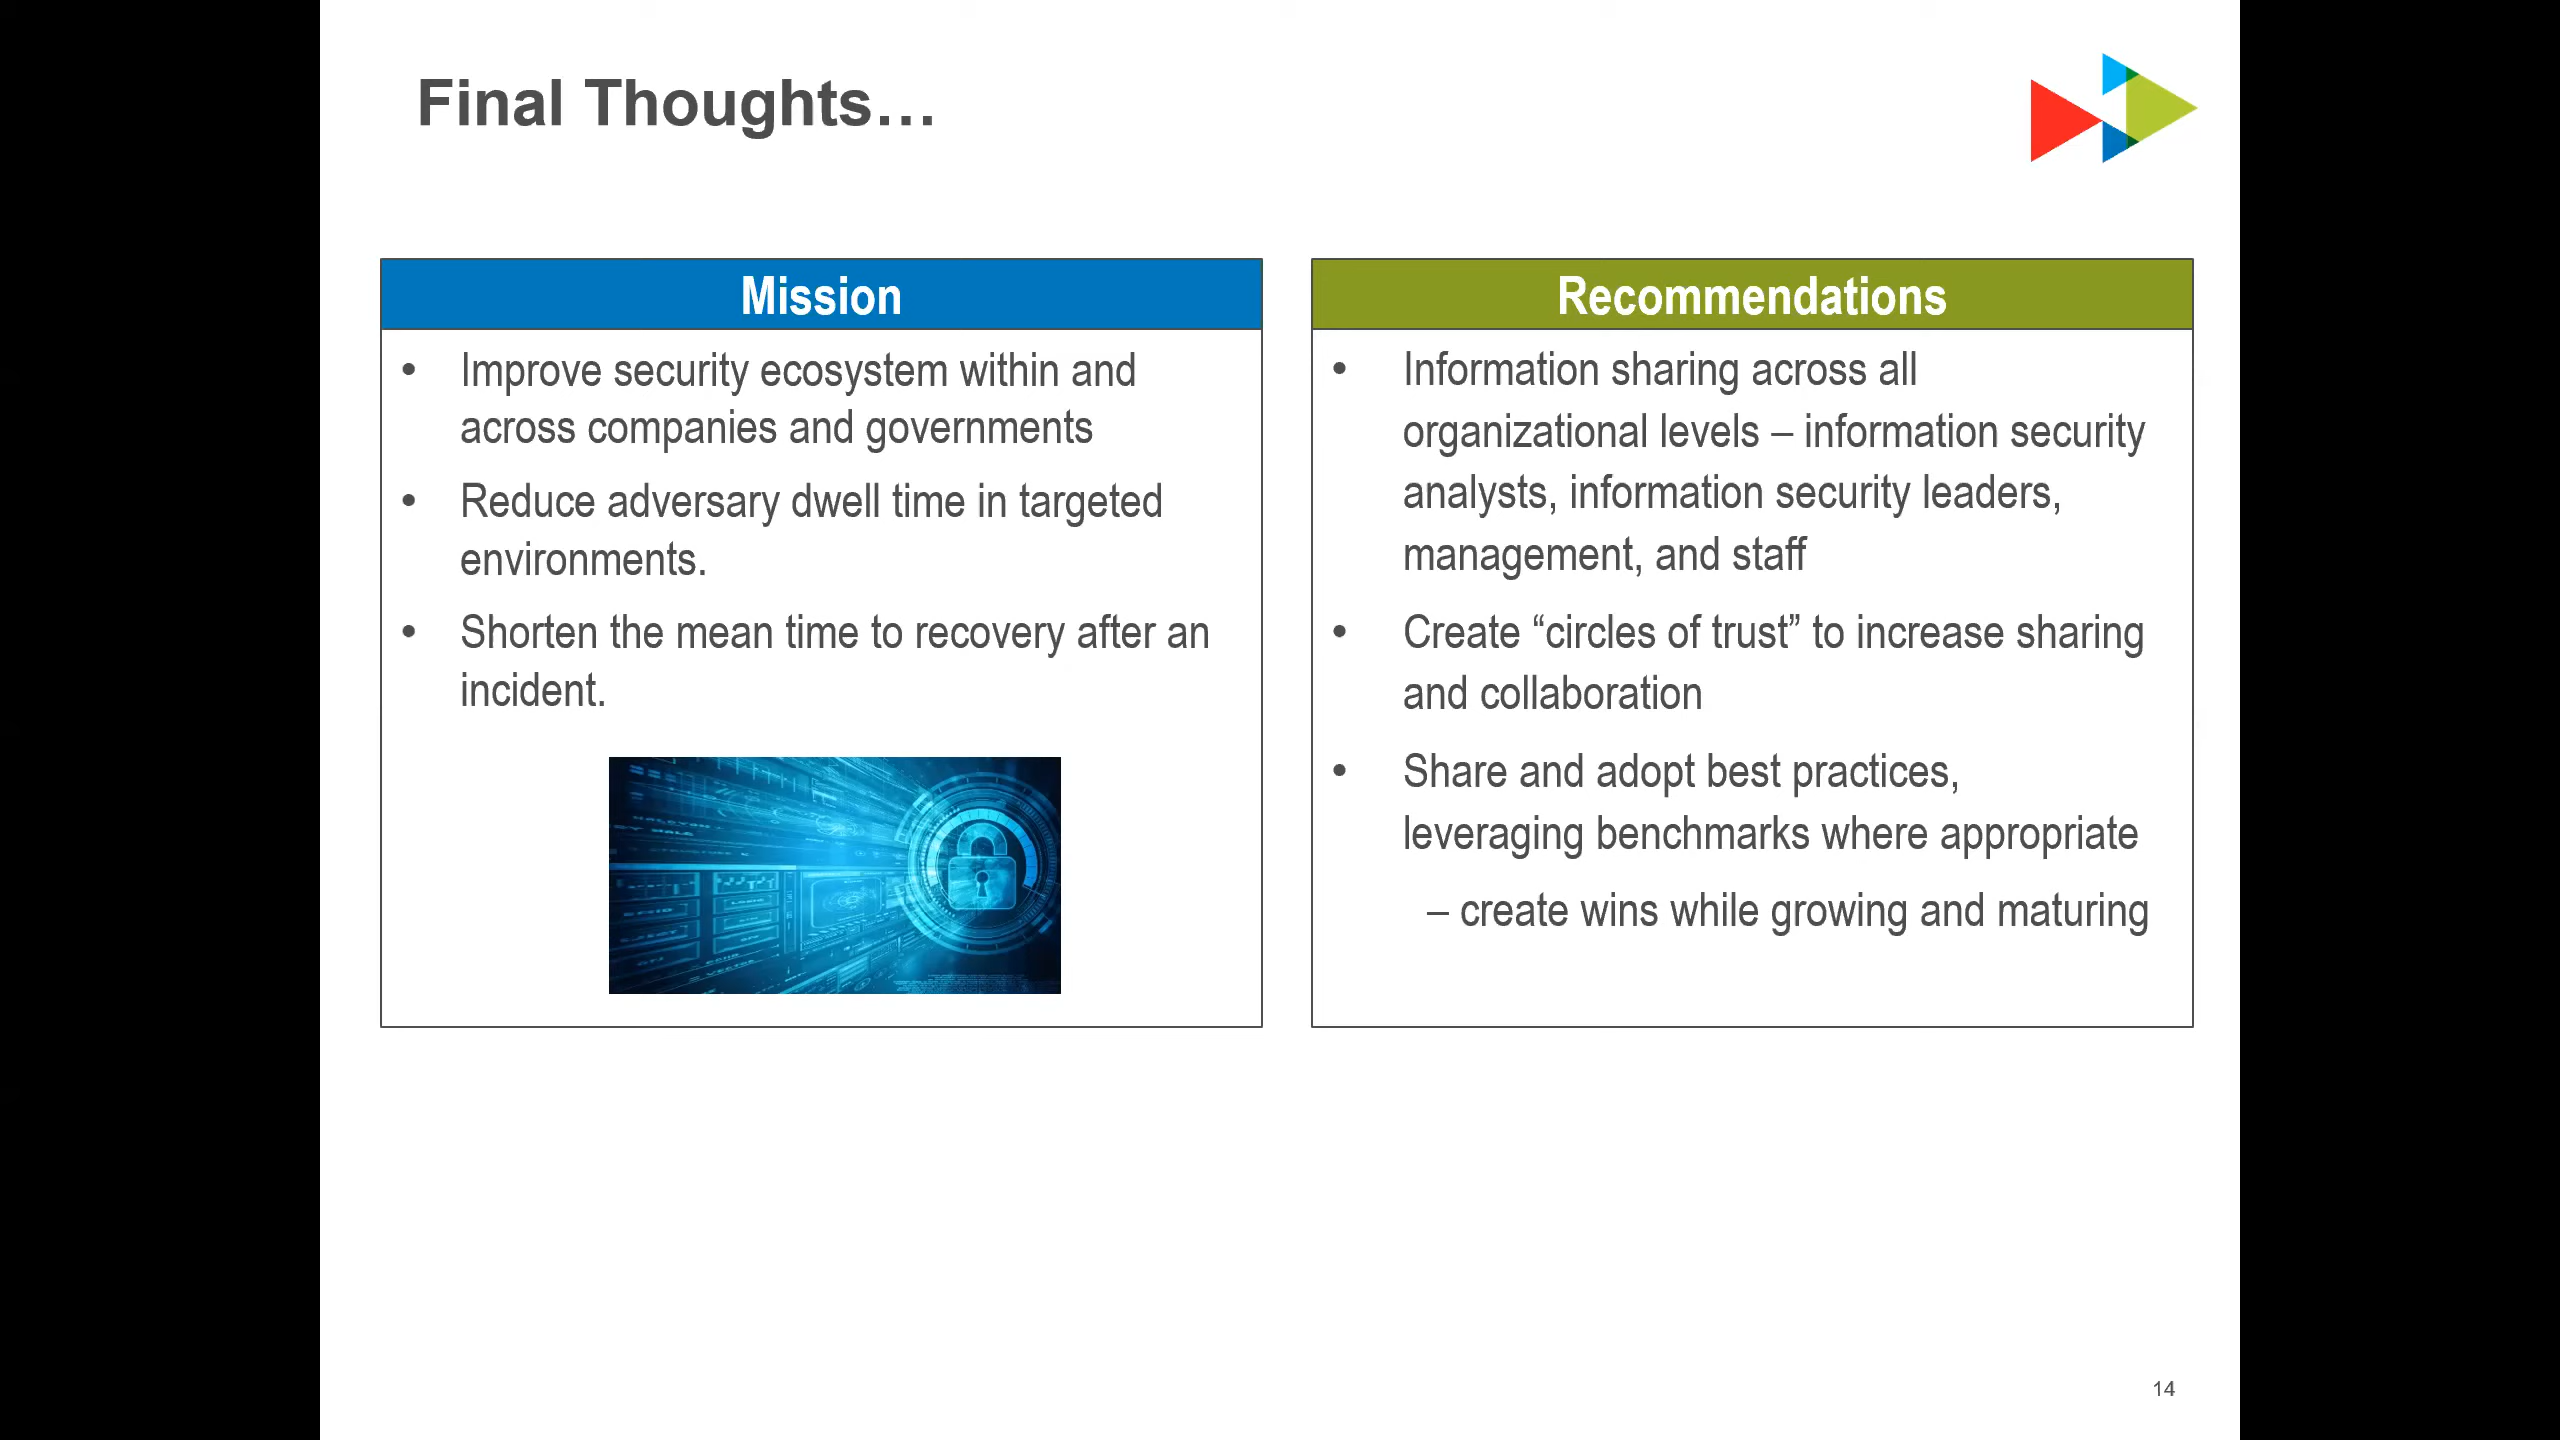 Final Thoughts…
Mission
• Improve security ecosystem within and
across companies and governments
• Reduce adversary dwell time in targeted
environments.
• Shorten the mean time to recovery after an
incident.
Recommendations
• Information sharing across all
organizational levels – information security
analysts, information security leaders,
management, and staff
• Create “circles of trust” to increase sharing
and collaboration
• Share and adopt best practices,
leveraging benchmarks where appropriate
– create wins while growing and maturing
14